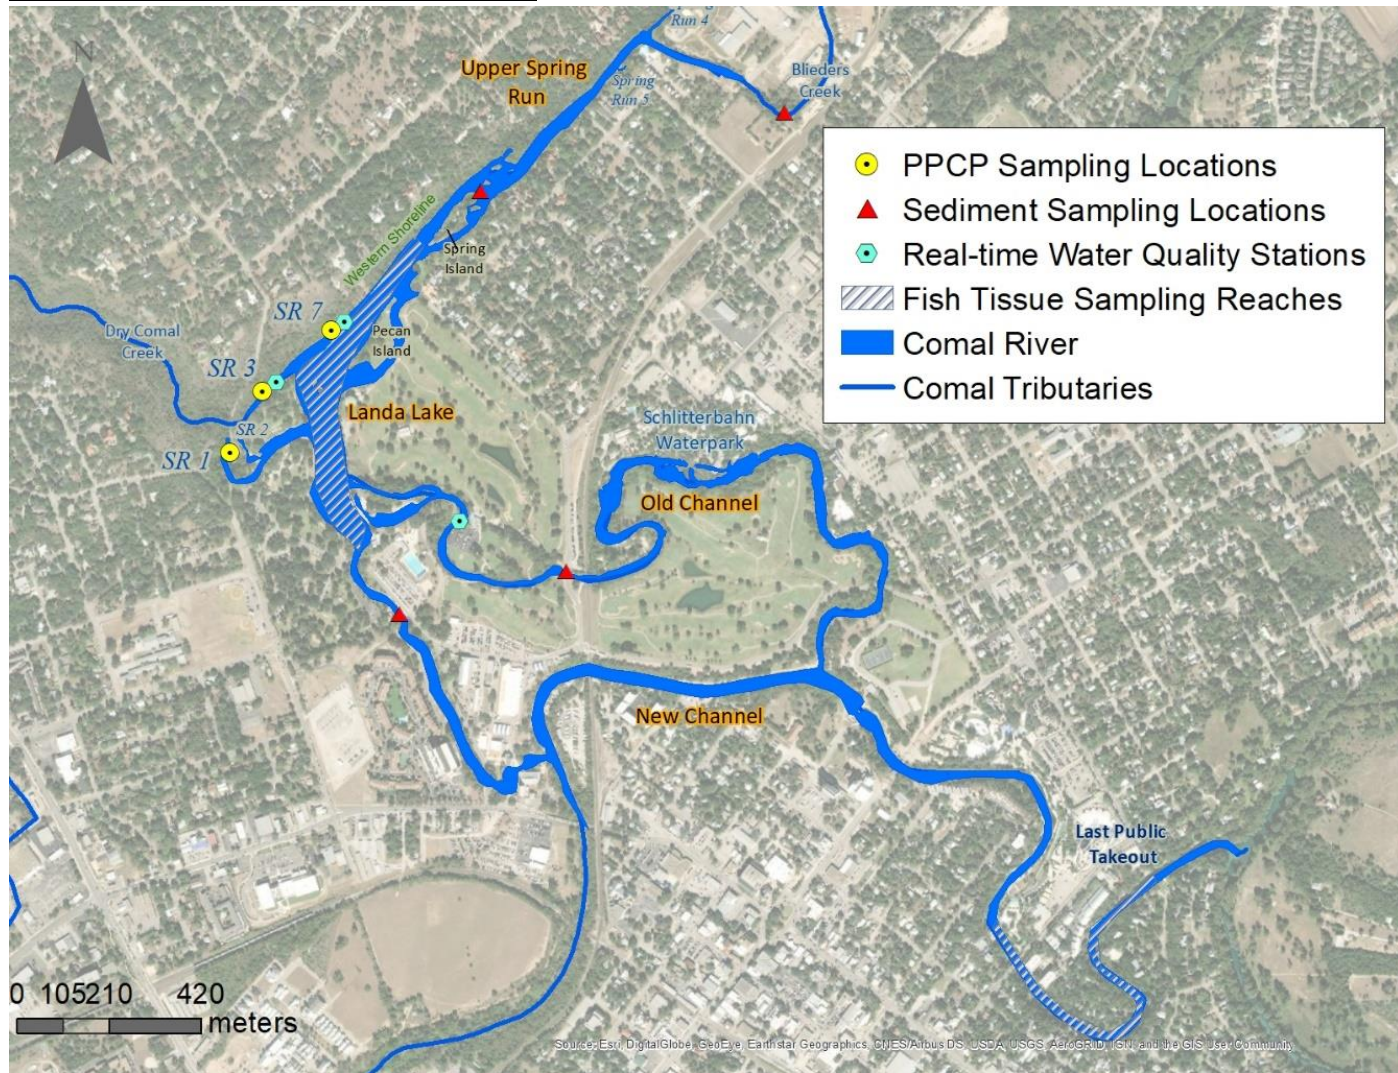 N
Run 4
Upper Spring
Run
Spring
Run 5
Blieders
Creek
PPCP Sampling Locations
Sediment Sampling Locations
Real-time Water Quality Stations
Fish Tissue Sampling Reaches
Comal River
Comal Tributaries
Western Shoreline
Spring
Island
SR 7
Pecan
Island
Dry Comal
Creek
SR 3
Landa Lake
SR 2
SR 1
Schlitterbahn
Waterpark
Old Channel
New Channel
Last Public
Takeout
0 105210 420
meters
Source: Esri, DigitalGlobe, GeoEye, Earthstar Geographics, CNES/Airbus DS, USDA, USGS, AeroGRID, IGN, and the GIS User Community